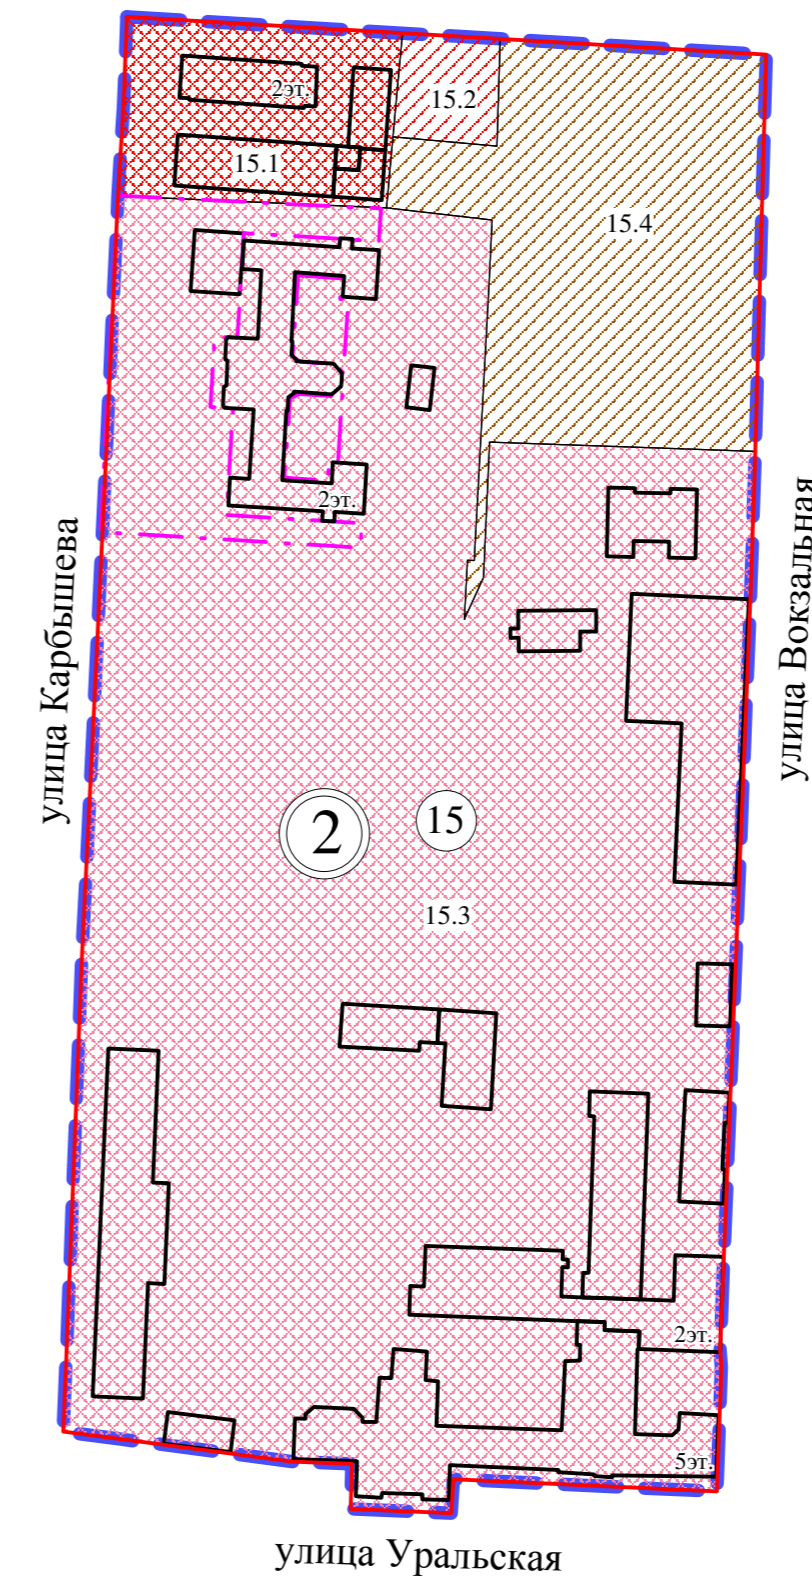 2эт.
15.2
15.1
15.4
2эт.
улица Карбышева
улица Вокзальная
2
15
15.3
2эт.
5эт.
улица Уральская